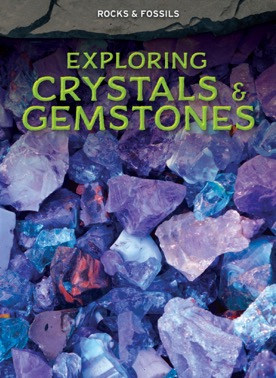 ROCKS & FOSSILS
EXPLORING
CRYSTALS &
GEMSTONES